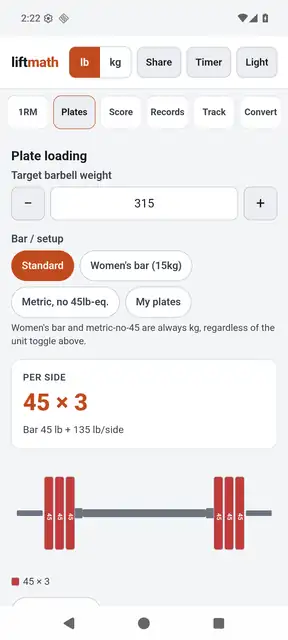 2:22
liftmath lb kg Share Timer Light
1RM Plates Score Records Track Convert
Plate loading
Target barbell weight
− 315 +
Bar / setup
Standard Women's bar (15kg)
Metric, no 45lb-eq. My plates
Women's bar and metric-no-45 are always kg, regardless of the
unit toggle above.
PER SIDE
45 × 3
Bar 45 lb + 135 lb/side
45 45 45 45 45 45
45 × 3